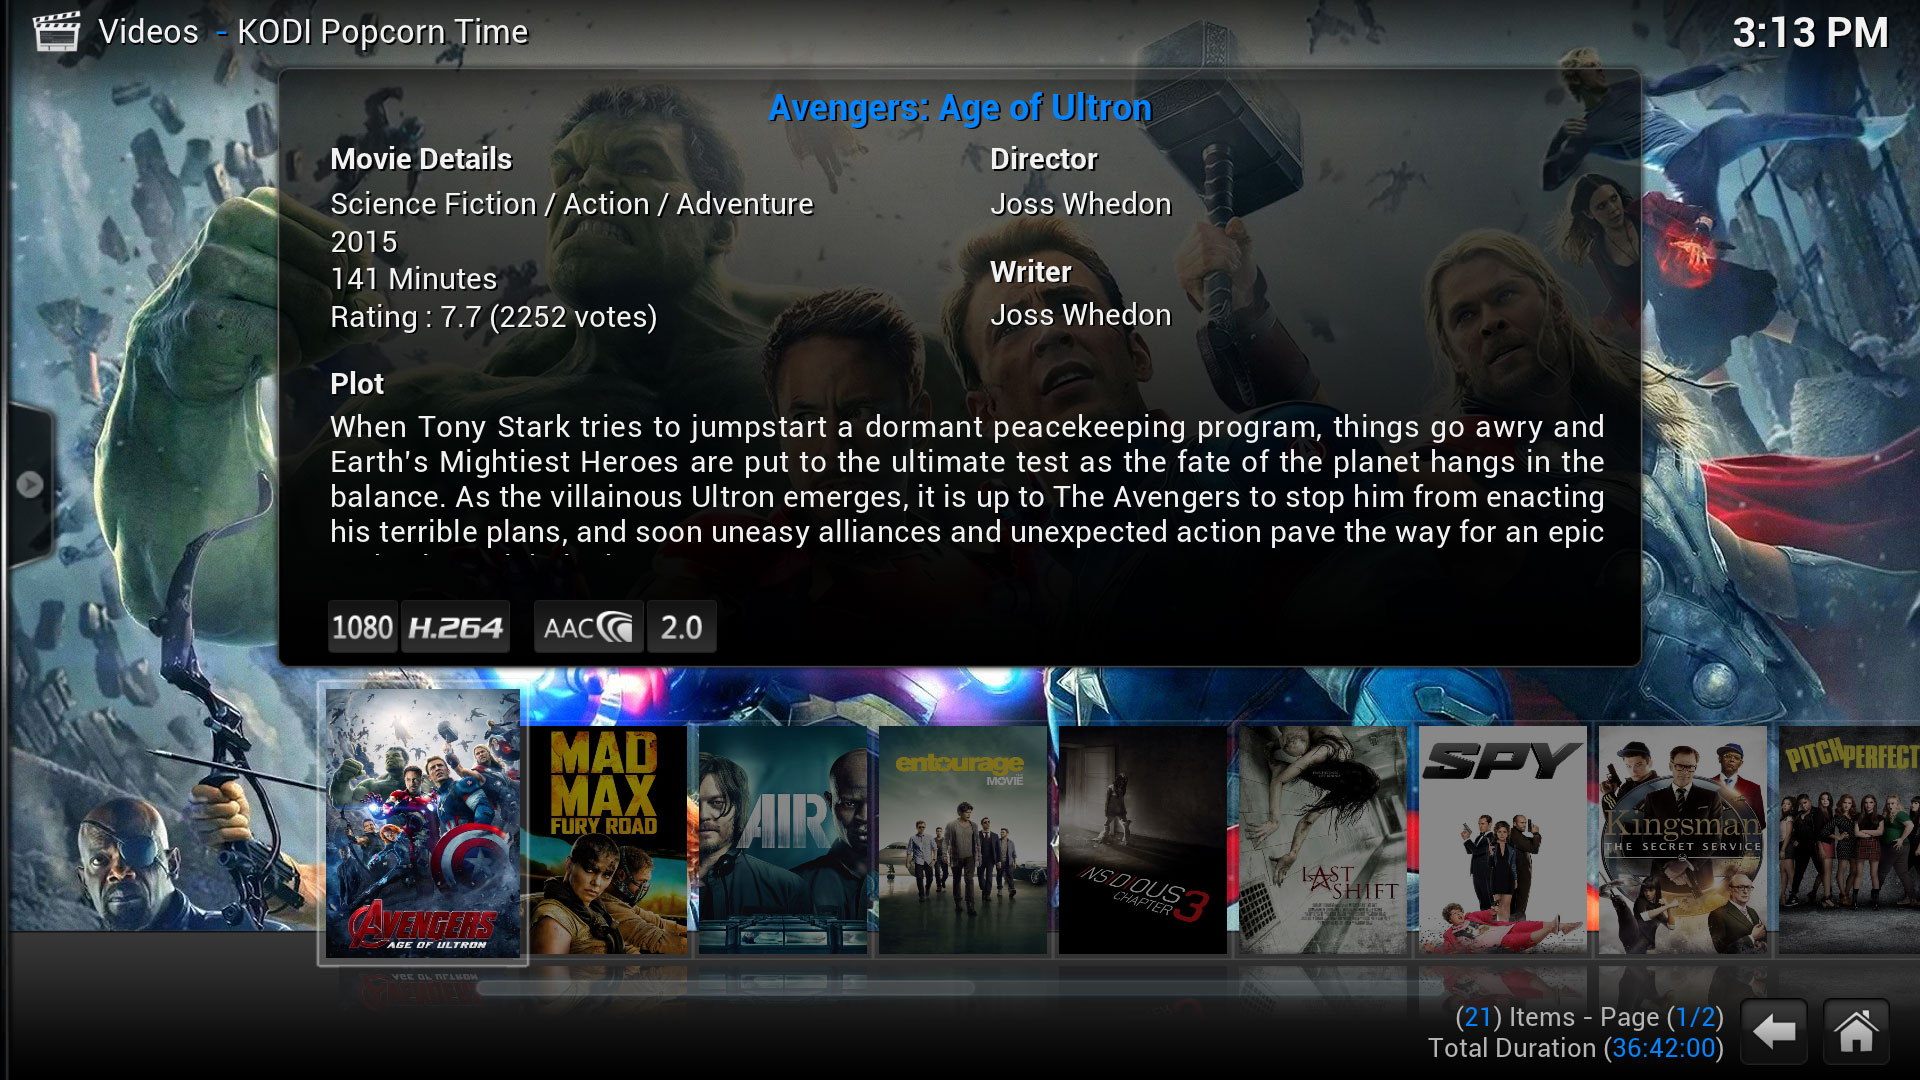 Videos - KODI Popcorn Time
3:13 PM
Avengers: Age of Ultron
Movie Details
Science Fiction / Action / Adventure
2015
141 Minutes
Rating : 7.7 (2252 votes)
Director
Joss Whedon
Writer
Joss Whedon
Plot
When Tony Stark tries to jumpstart a dormant peacekeeping program, things go awry and
Earth's Mightiest Heroes are put to the ultimate test as the fate of the planet hangs in the
balance. As the villainous Ultron emerges, it is up to The Avengers to stop him from enacting
his terrible plans, and soon uneasy alliances and unexpected action pave the way for an epic
1080 H.264 AAC 2.0
AVENGERS
AGE OF ULTRON
MAD
MAX
FURY ROAD
AIR
entourage
MOVIE
INSIDIOUS
CHAPTER 3
LAST
SHIFT
SPY
Kingsman
THE SECRET SERVICE
PITCH PERFECT
(21) Items - Page (1/2)
Total Duration (36:42:00)